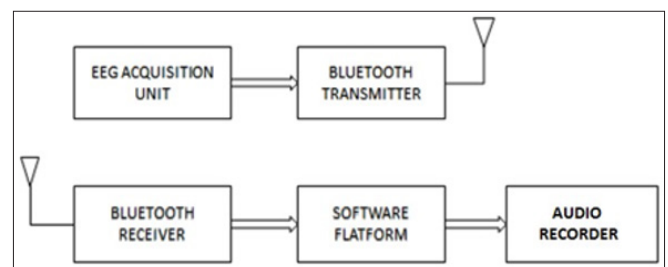 EEG ACQUISITION
UNIT
BLUETOOTH
TRANSMITTER
BLUETOOTH
RECEIVER
SOFTWARE
FLATFORM
AUDIO
RECORDER